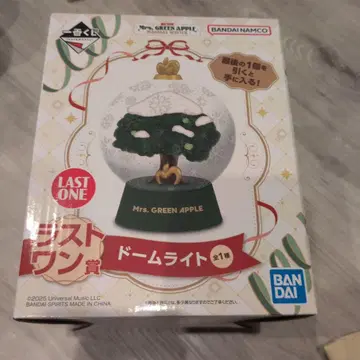 一番くじ
Mrs. GREEN APPLE
BANDAI NAMCO
最後の1個を
引くと
手に入る!
LAST
ONE
Mrs. GREEN APPLE
ラスト
ワン賞
ドームライト
全1種
BAN
DAI
©2025 Universal Music LLC
BANDAI SPIRITS MADE IN CHINA